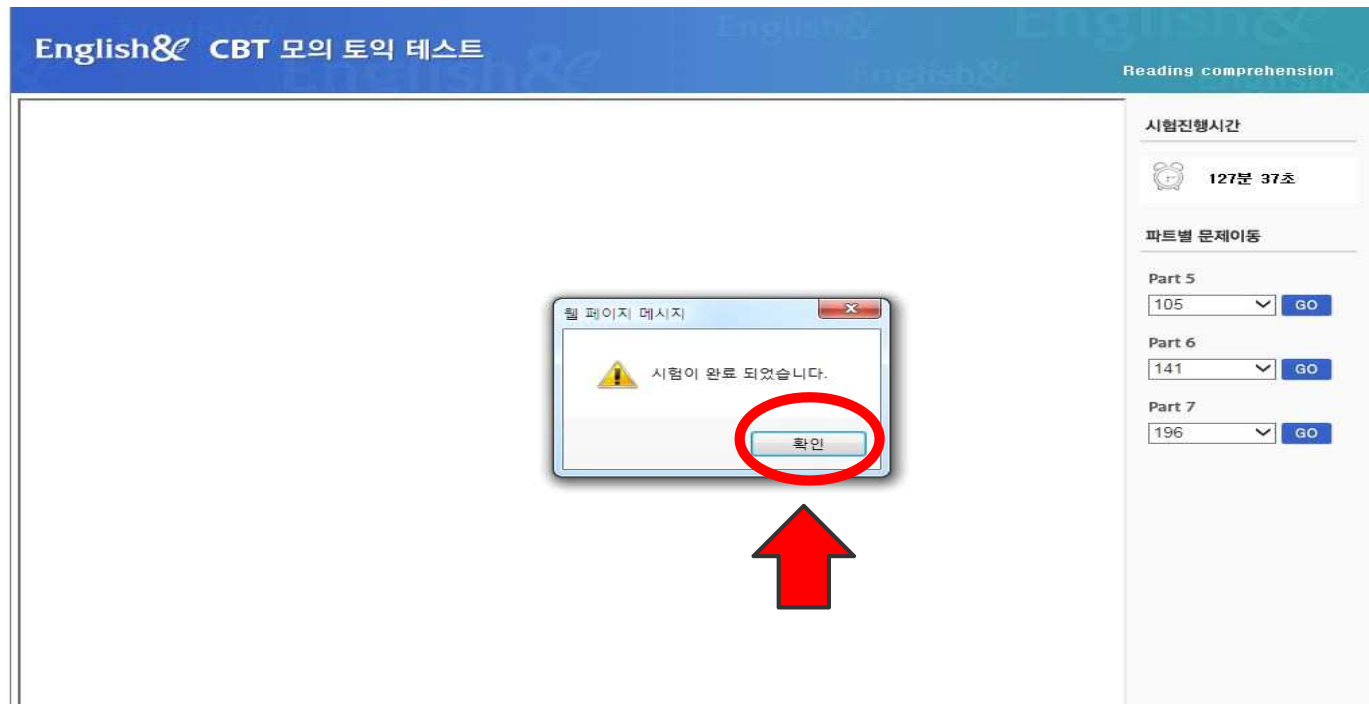 English& CBT 모의 토익 테스트
Reading comprehension
시험진행시간
127분 37초
파트별 문제이동
Part 5
105 GO
Part 6
141 GO
Part 7
196 GO
웹 페이지 메시지
시험이 완료 되었습니다.
확인